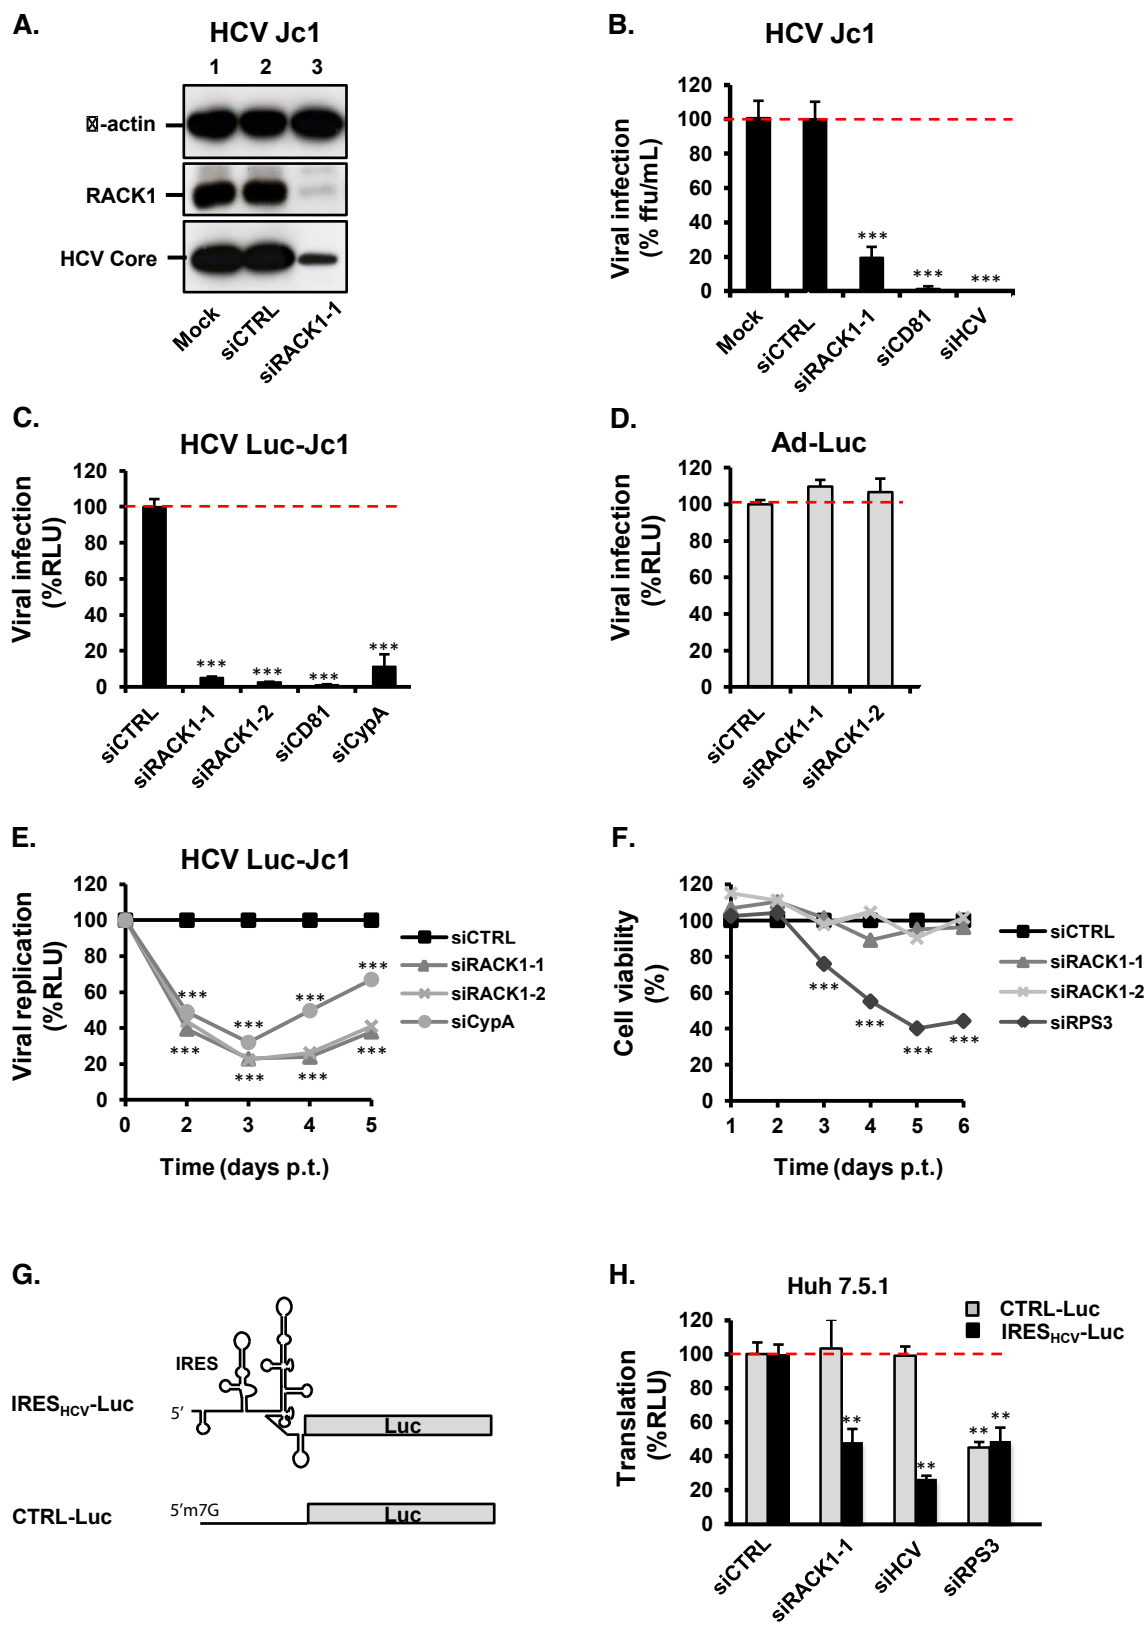 A.
HCV Jc1
1 2 3
-actin
RACK1
HCV Core
Mock
siCTRL
siRACK1-1
B.
HCV Jc1
Viral infection
(% ffu/mL)
120
100
80
60
40
20
0
***
***
***
Mock
siCTRL
siRACK1-1
siCD81
siHCV
C.
HCV Luc-Jc1
Viral infection
(%RLU)
120
100
80
60
40
20
0
***
***
***
***
siCTRL
siRACK1-1
siRACK1-2
siCD81
siCypA
D.
Ad-Luc
Viral infection
(%RLU)
120
100
80
60
40
20
0
siCTRL
siRACK1-1
siRACK1-2
E.
HCV Luc-Jc1
Viral replication
(%RLU)
120
100
80
60
40
20
0
***
***
***
***
***
***
***
***
0 2 3 4 5
Time (days p.t.)
siCTRL
siRACK1-1
siRACK1-2
siCypA
F.
Cell viability
(%)
120
100
80
60
40
20
0
***
***
***
***
1 2 3 4 5 6
Time (days p.t.)
siCTRL
siRACK1-1
siRACK1-2
siRPS3
G.
IRES
IRESHCV-Luc
5′
Luc
CTRL-Luc
5′m7G
Luc
H.
Huh 7.5.1
CTRL-Luc
IRESHCV-Luc
Translation
(%RLU)
120
100
80
60
40
20
0
**
**
**
**
siCTRL
siRACK1-1
siHCV
siRPS3